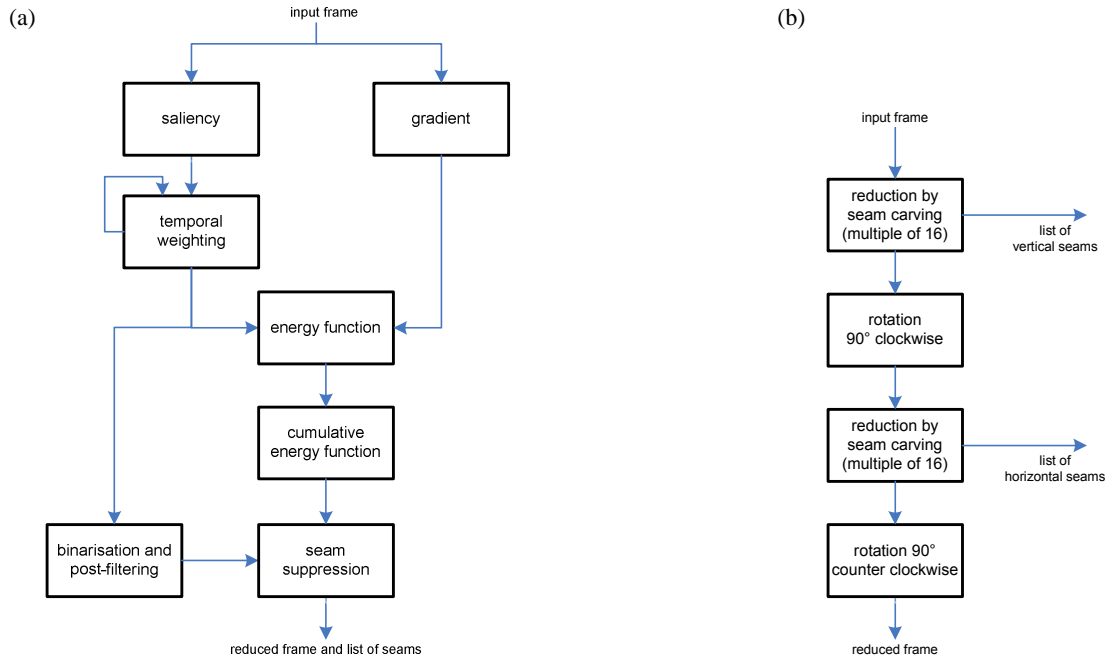 (a)
input frame
saliency
gradient
temporal
weighting
energy function
cumulative
energy function
binarisation and
post-filtering
seam
suppression
reduced frame and list of seams
(b)
input frame
reduction by
seam carving
(multiple of 16)
list of
vertical seams
rotation
90° clockwise
reduction by
seam carving
(multiple of 16)
list of
horizontal seams
rotation 90°
counter clockwise
reduced frame